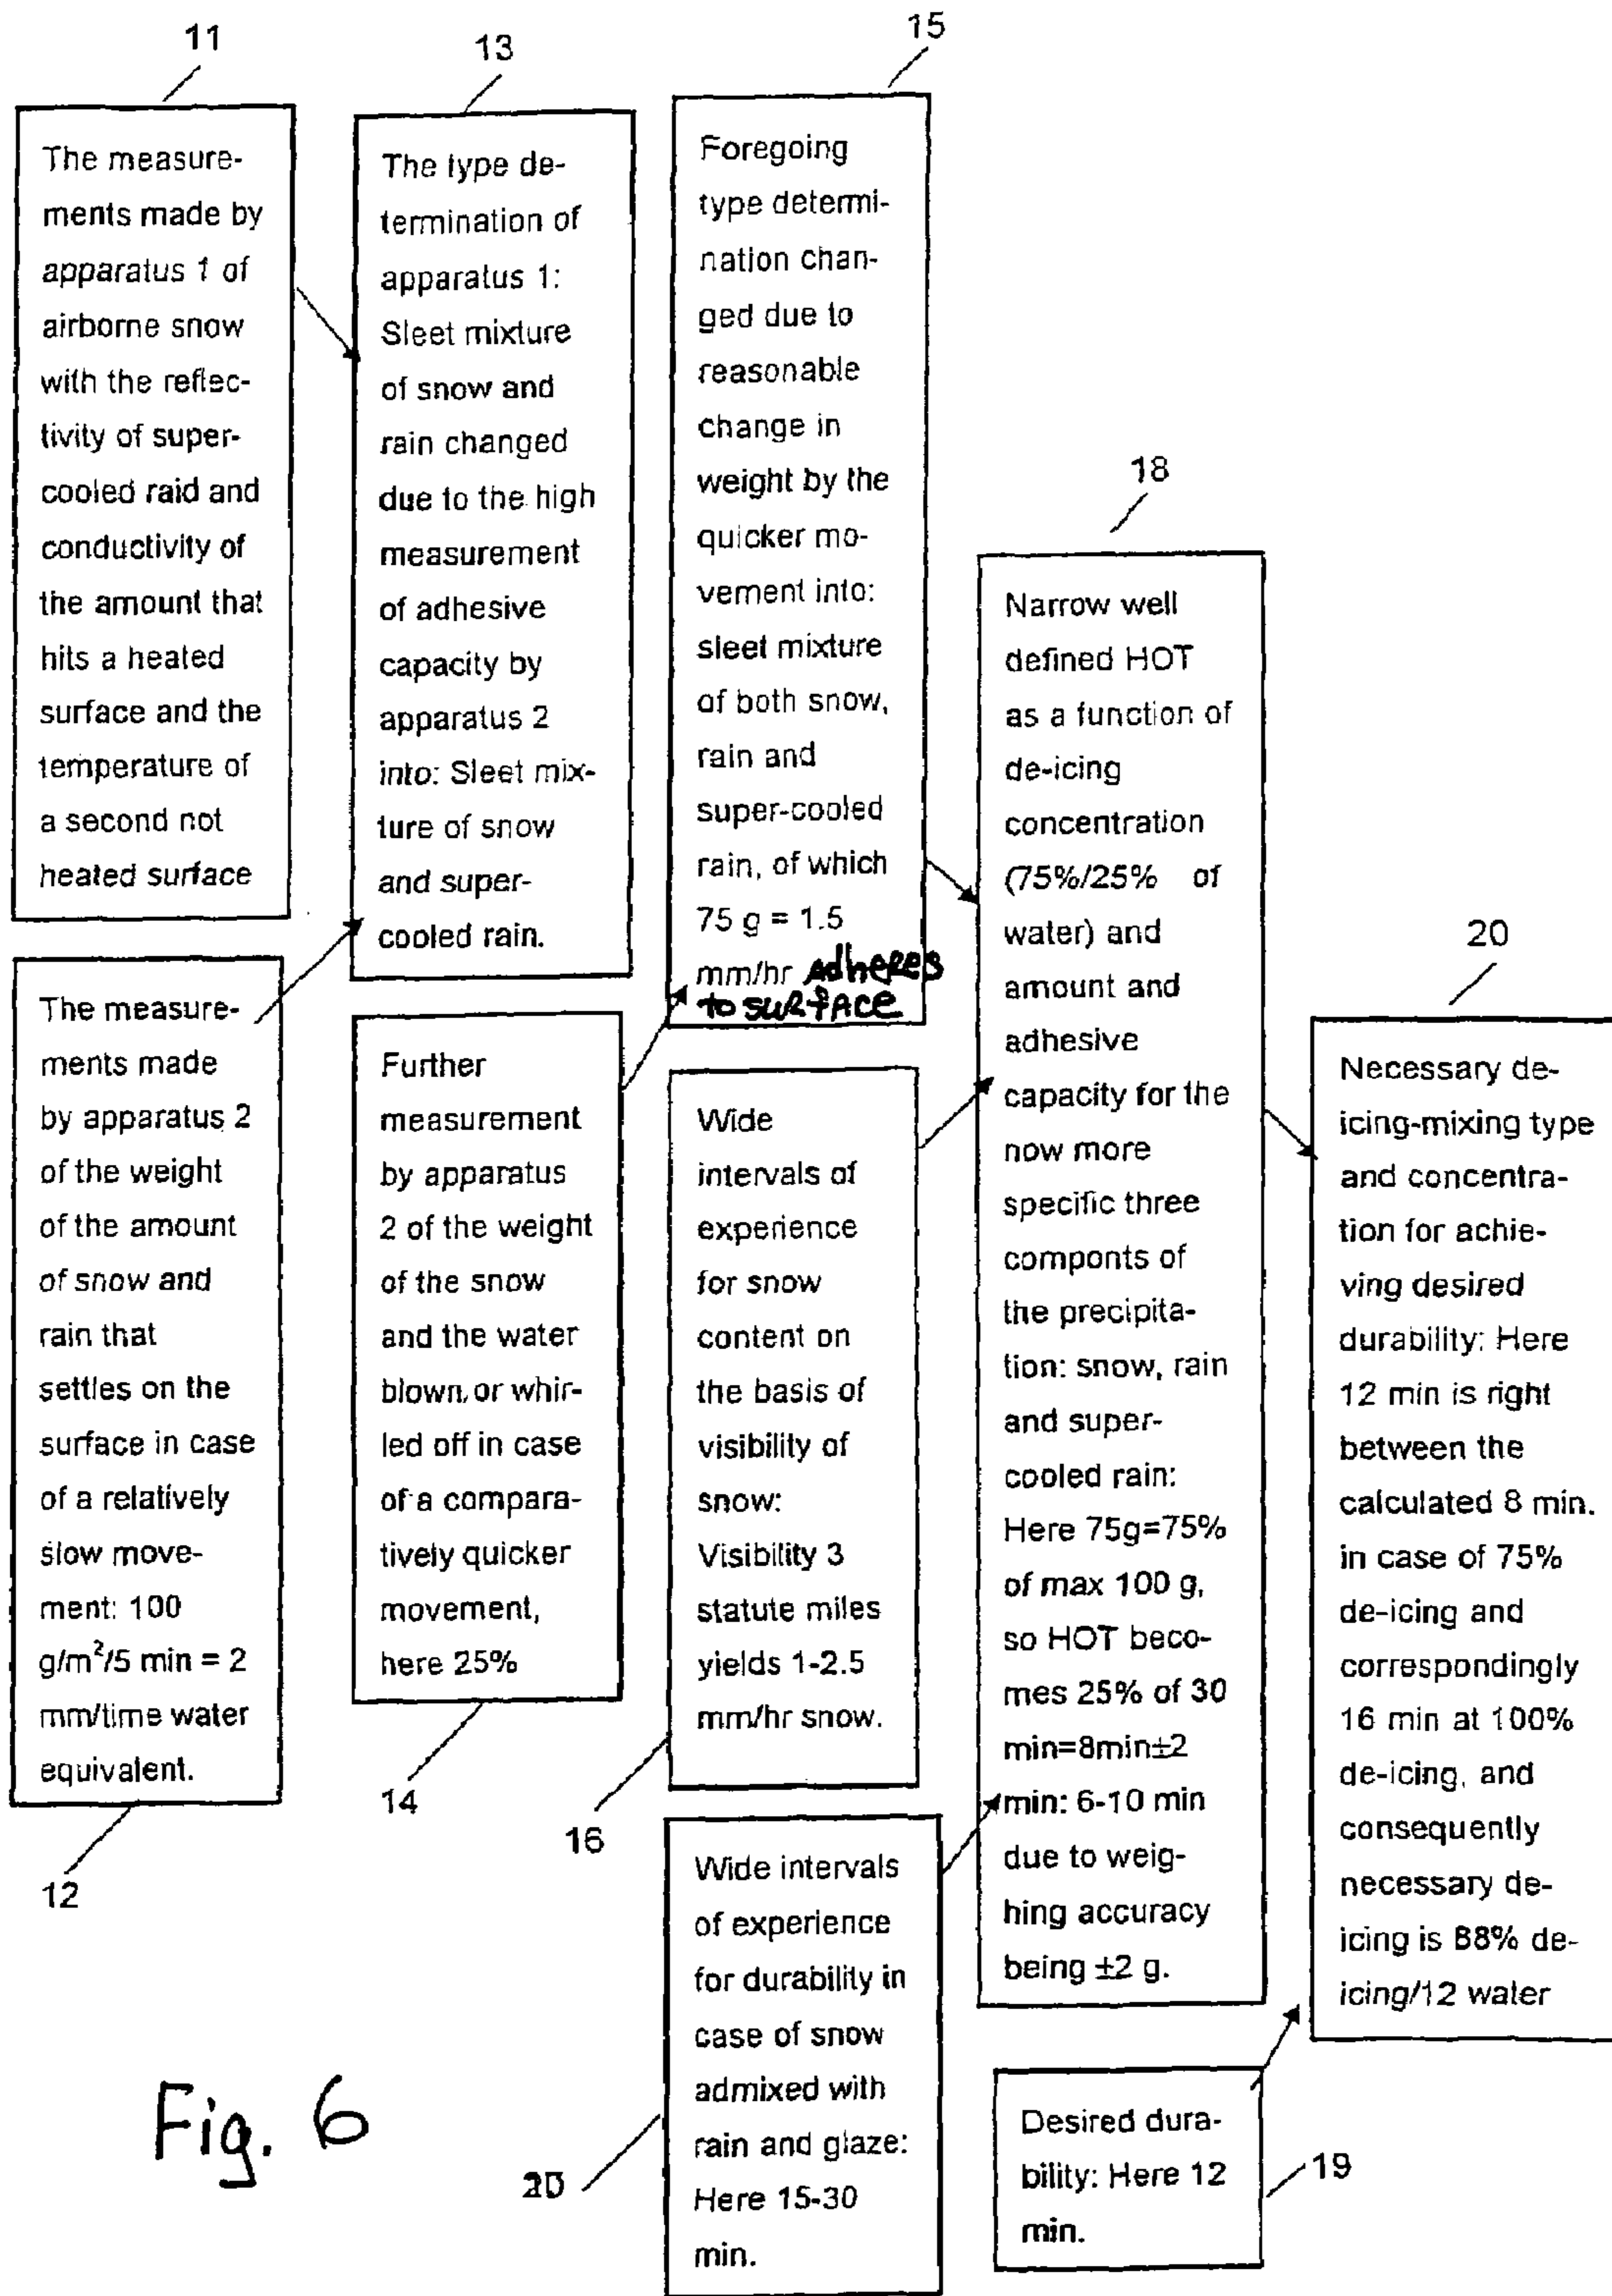 11
The measure-
ments made by
apparatus 1 of
airborne snow
with the reflec-
tivity of super-
cooled raid and
conductivity of
the amount that
hits a heated
surface and the
temperature of
a second not
heated surface
The measure-
ments made
by apparatus 2
of the weight
of the amount
of snow and
rain that
settles on the
surface in case
of a relatively
slow move-
ment: 100
g/m²/5 min = 2
mm/time water
equivalent.
12
13
The type de-
termination of
apparatus 1:
Sleet mixture
of snow and
rain changed
due to the high
measurement
of adhesive
capacity by
apparatus 2
into: Sleet mix-
ture of snow
and super-
cooled rain.
Further
measurement
by apparatus
2 of the weight
of the snow
and the water
blown, or whir-
led off in case
of a compara-
tively quicker
movement,
here 25%
14
15
Foregoing
type determi-
nation chan-
ged due to
reasonable
change in
weight by the
quicker mo-
vement into:
sleet mixture
of both snow,
rain and
super-cooled
rain, of which
75 g = 1.5
mm/hr Adheres
to surface
Wide
intervals of
experience
for snow
content on
the basis of
visibility of
snow:
Visibility 3
statute miles
yields 1-2.5
mm/hr snow.
16
Wide intervals
of experience
for durability in
case of snow
admixed with
rain and glaze:
Here 15-30
min.
20
18
Narrow well
defined HOT
as a function of
de-icing
concentration
(75%/25% of
water) and
amount and
adhesive
capacity for the
now more
specific three
componts of
the precipita-
tion: snow, rain
and super-
cooled rain:
Here 75g=75%
of max 100 g,
so HOT beco-
mes 25% of 30
min=8min±2
min: 6-10 min
due to weig-
hing accuracy
being ±2 g.
Desired dura-
bility: Here 12
min.
19
20
Necessary de-
icing-mixing type
and concentra-
tion for achie-
ving desired
durability: Here
12 min is right
between the
calculated 8 min.
in case of 75%
de-icing and
correspondingly
16 min at 100%
de-icing, and
consequently
necessary de-
icing is 88% de-
icing/12 water
Fig. 6